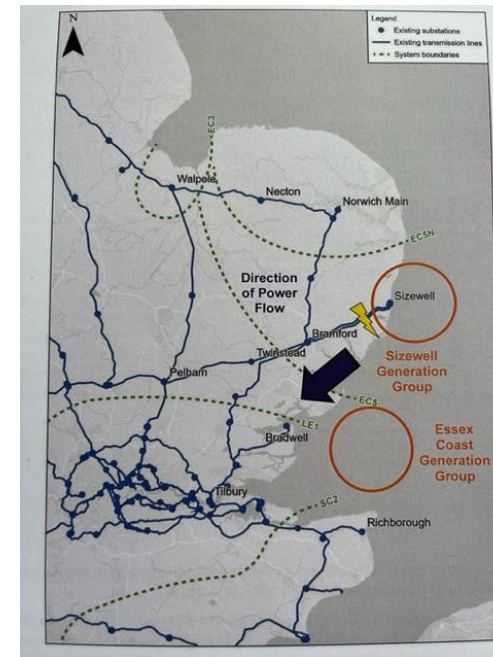 Legend
Existing substations
Existing transmission lines
System boundaries
N
EC3
Walpole
Necton
Norwich Main
EC5N
Direction
of Power
Flow
Sizewell
Bramford
Sizewell
Generation
Group
Twinstead
Pelham
EC5
LE1
Bradwell
Essex
Coast
Generation
Group
Tilbury
SC2
Richborough